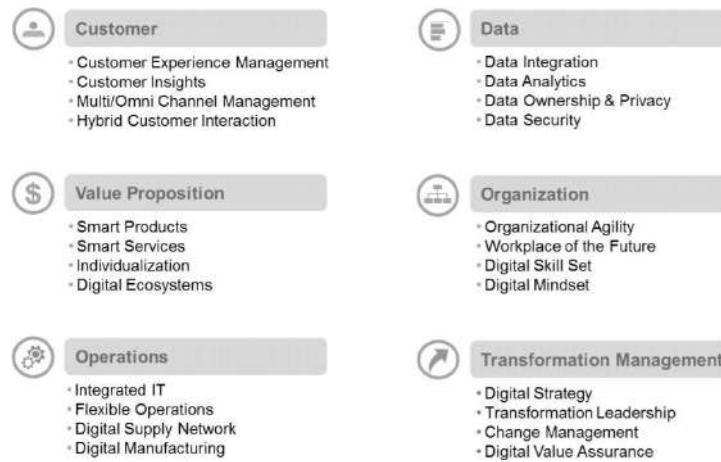 Customer
• Customer Experience Management
• Customer Insights
• Multi/Omni Channel Management
• Hybrid Customer Interaction
Value Proposition
• Smart Products
• Smart Services
• Individualization
• Digital Ecosystems
Operations
• Integrated IT
• Flexible Operations
• Digital Supply Network
• Digital Manufacturing
Data
• Data Integration
• Data Analytics
• Data Ownership & Privacy
• Data Security
Organization
• Organizational Agility
• Workplace of the Future
• Digital Skill Set
• Digital Mindset
Transformation Management
• Digital Strategy
• Transformation Leadership
• Change Management
• Digital Value Assurance